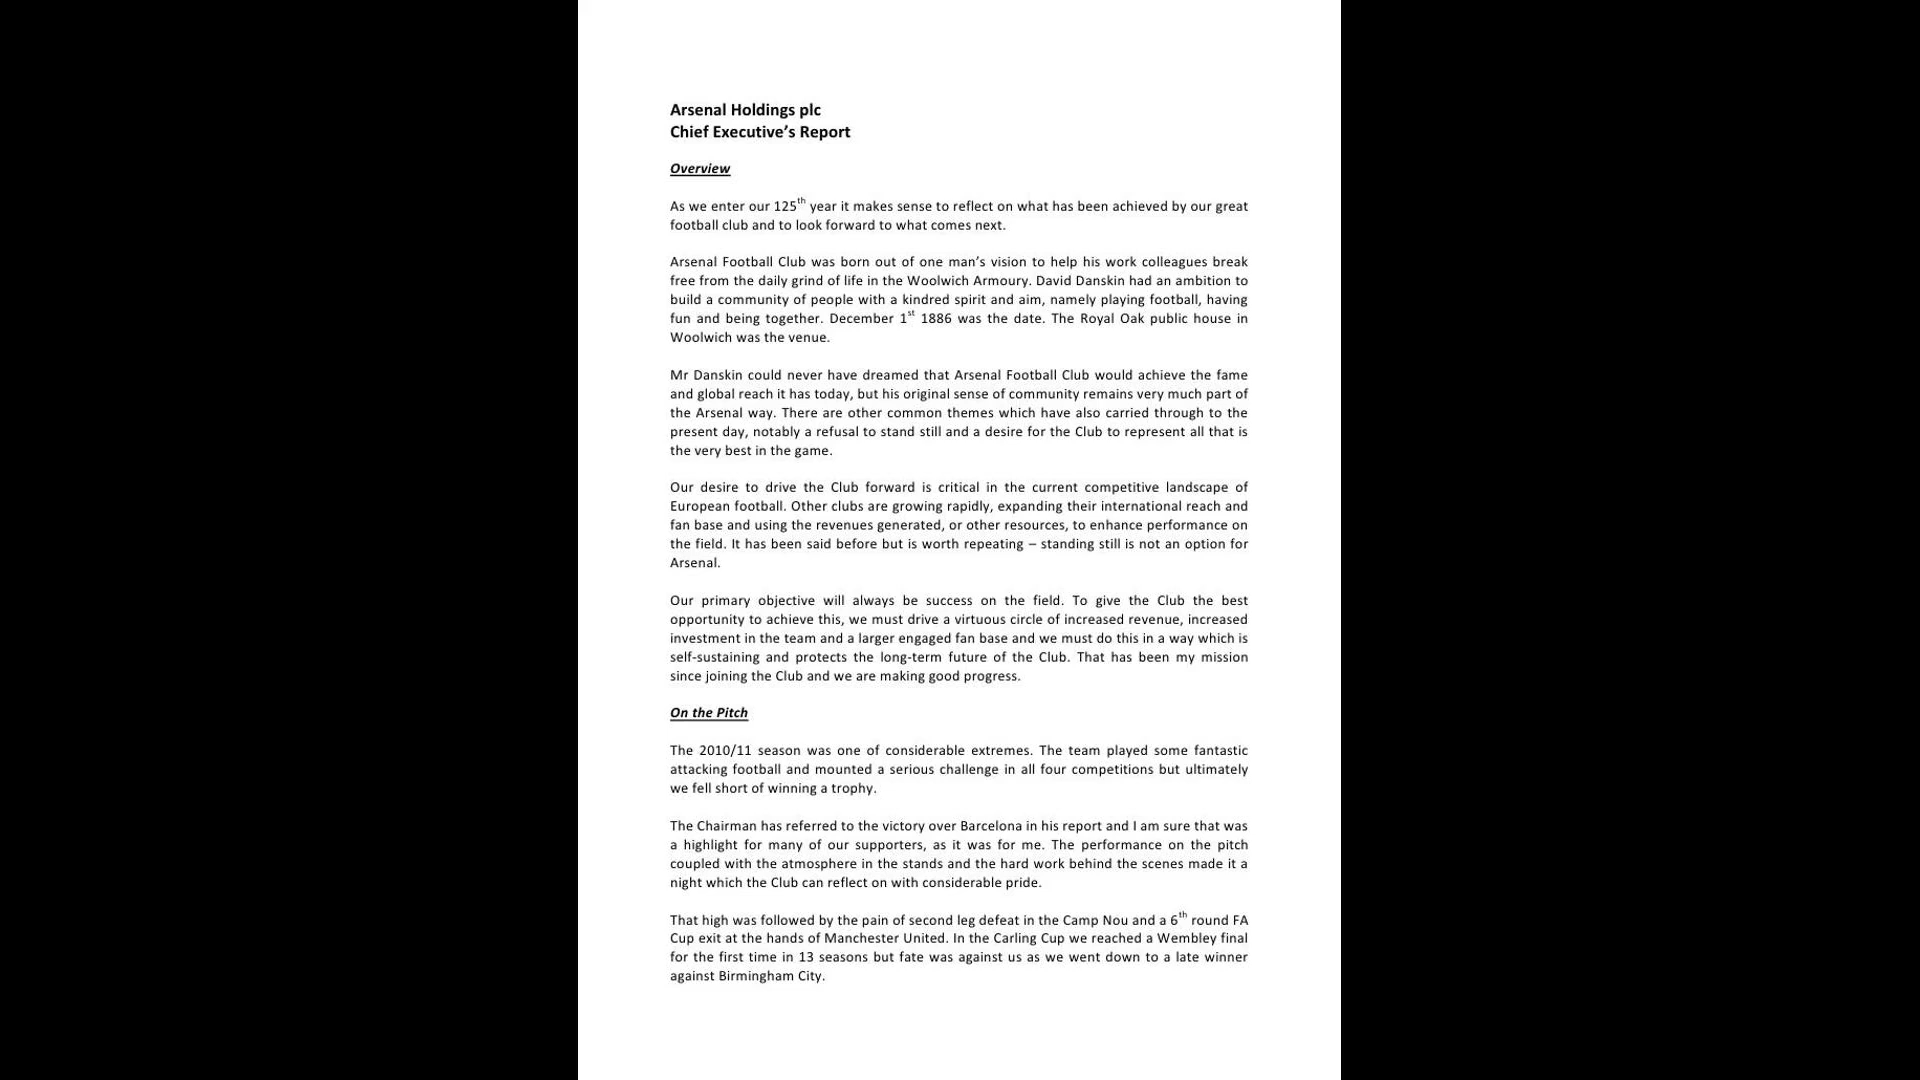 Arsenal Holdings plc
Chief Executive’s Report
Overview
As we enter our 125th year it makes sense to reflect on what has been achieved by our great
football club and to look forward to what comes next.
Arsenal Football Club was born out of one man’s vision to help his work colleagues break
free from the daily grind of life in the Woolwich Armoury. David Danskin had an ambition to
build a community of people with a kindred spirit and aim, namely playing football, having
fun and being together. December 1st 1886 was the date. The Royal Oak public house in
Woolwich was the venue.
Mr Danskin could never have dreamed that Arsenal Football Club would achieve the fame
and global reach it has today, but his original sense of community remains very much part of
the Arsenal way. There are other common themes which have also carried through to the
present day, notably a refusal to stand still and a desire for the Club to represent all that is
the very best in the game.
Our desire to drive the Club forward is critical in the current competitive landscape of
European football. Other clubs are growing rapidly, expanding their international reach and
fan base and using the revenues generated, or other resources, to enhance performance on
the field. It has been said before but is worth repeating – standing still is not an option for
Arsenal.
Our primary objective will always be success on the field. To give the Club the best
opportunity to achieve this, we must drive a virtuous circle of increased revenue, increased
investment in the team and a larger engaged fan base and we must do this in a way which is
self-sustaining and protects the long-term future of the Club. That has been my mission
since joining the Club and we are making good progress.
On the Pitch
The 2010/11 season was one of considerable extremes. The team played some fantastic
attacking football and mounted a serious challenge in all four competitions but ultimately
we fell short of winning a trophy.
The Chairman has referred to the victory over Barcelona in his report and I am sure that was
a highlight for many of our supporters, as it was for me. The performance on the pitch
coupled with the atmosphere in the stands and the hard work behind the scenes made it a
night which the Club can reflect on with considerable pride.
That high was followed by the pain of second leg defeat in the Camp Nou and a 6th round FA
Cup exit at the hands of Manchester United. In the Carling Cup we reached a Wembley final
for the first time in 13 seasons but fate was against us as we went down to a late winner
against Birmingham City.